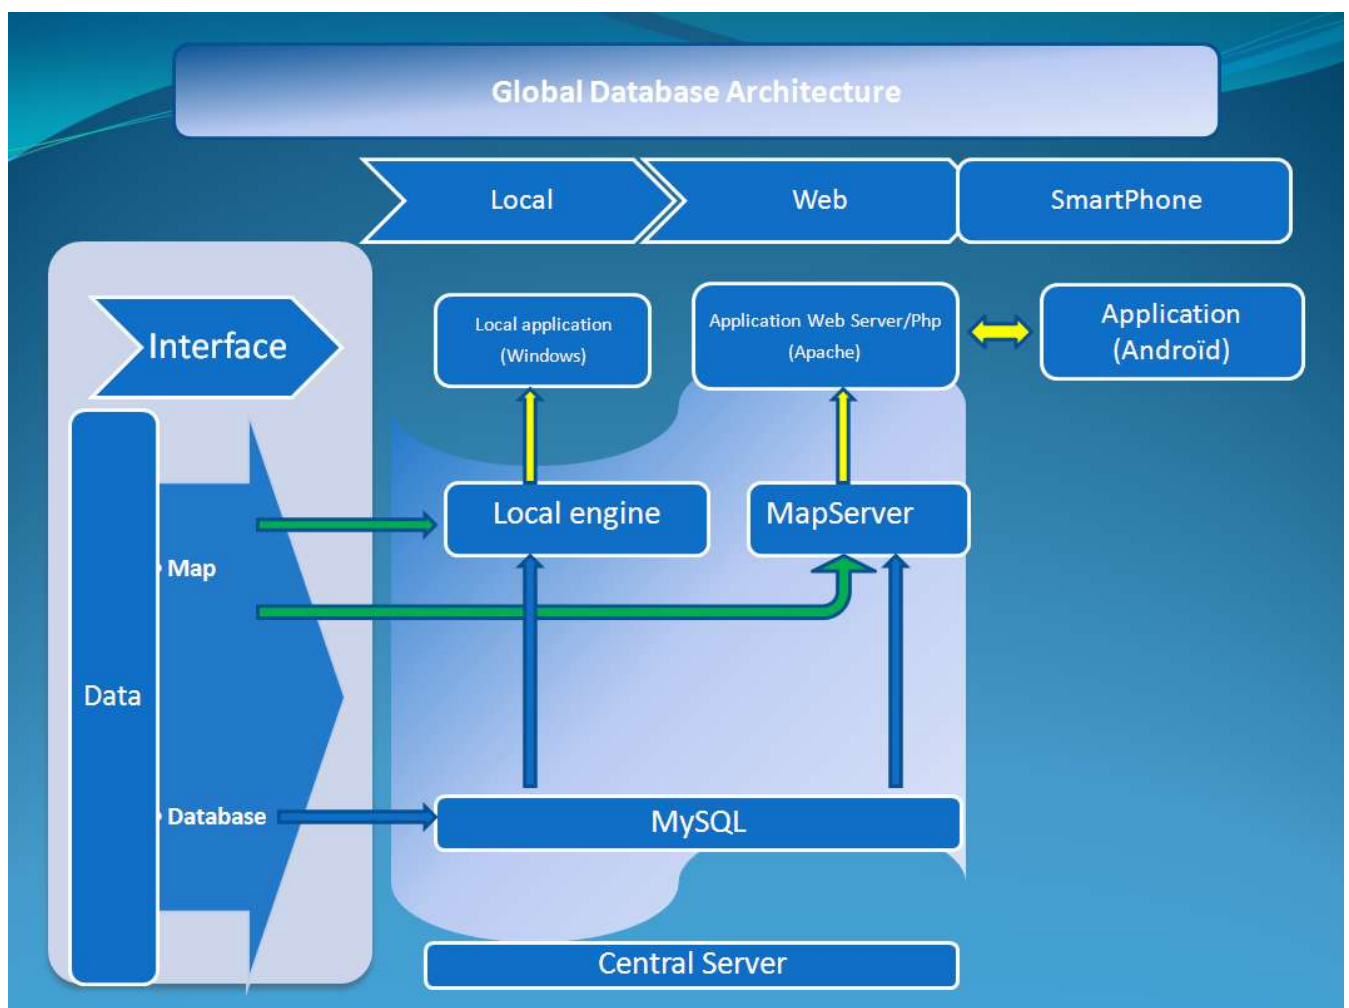 Global Database Architecture
Local
Web
SmartPhone
Interface
Local application
(Windows)
Application Web Server/Php
(Apache)
Application
(Androïd)
Local engine
MapServer
• Map
Data
• Database
MySQL
Central Server